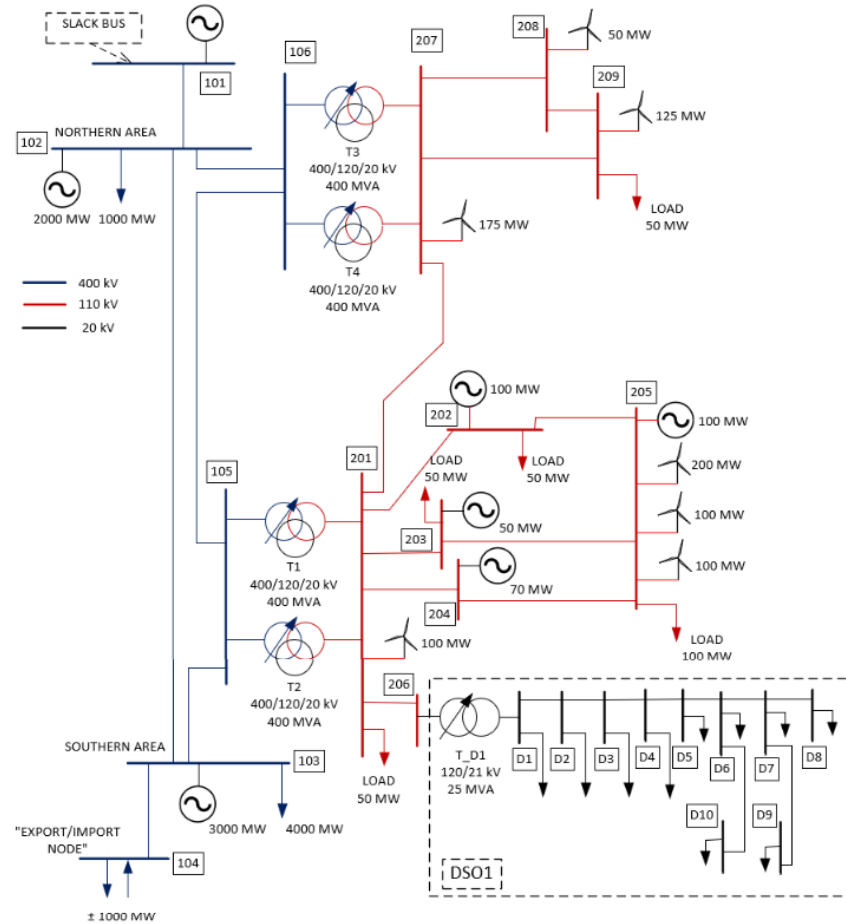 SLACK BUS
101
106
207
208
50 MW
209
125 MW
NORTHERN AREA
102
2000 MW
1000 MW
T3
400/120/20 kV
400 MVA
LOAD
50 MW
T4
400/120/20 kV
400 MVA
175 MW
400 kV
110 kV
20 kV
100 MW
202
205
100 MW
201
LOAD
50 MW
LOAD
50 MW
200 MW
105
203
50 MW
100 MW
T1
400/120/20 kV
400 MVA
204
70 MW
100 MW
100 MW
LOAD
100 MW
T2
400/120/20 kV
400 MVA
206
SOUTHERN AREA
103
LOAD
50 MW
T_D1
120/21 kV
25 MVA
D1
D2
D3
D4
D5
D6
D7
D8
3000 MW
4000 MW
"EXPORT/IMPORT
NODE"
104
D10
D9
DSO1
± 1000 MW